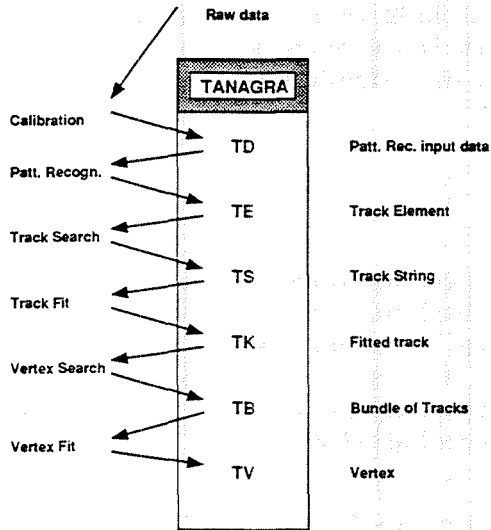 Raw data
TANAGRA
Calibration
TD Patt. Rec. input data
Patt. Recogn.
TE Track Element
Track Search
TS Track String
Track Fit
TK Fitted track
Vertex Search
TB Bundle of Tracks
Vertex Fit
TV Vertex